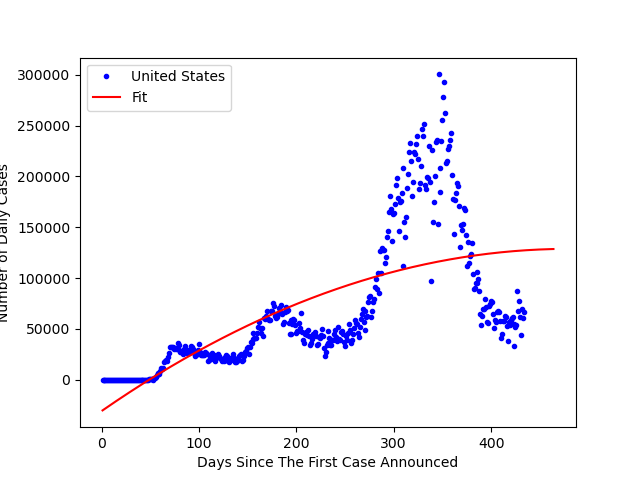 United States
Fit
300000
250000
200000
150000
100000
50000
0
Number of Daily Cases
0 100 200 300 400
Days Since The First Case Announced